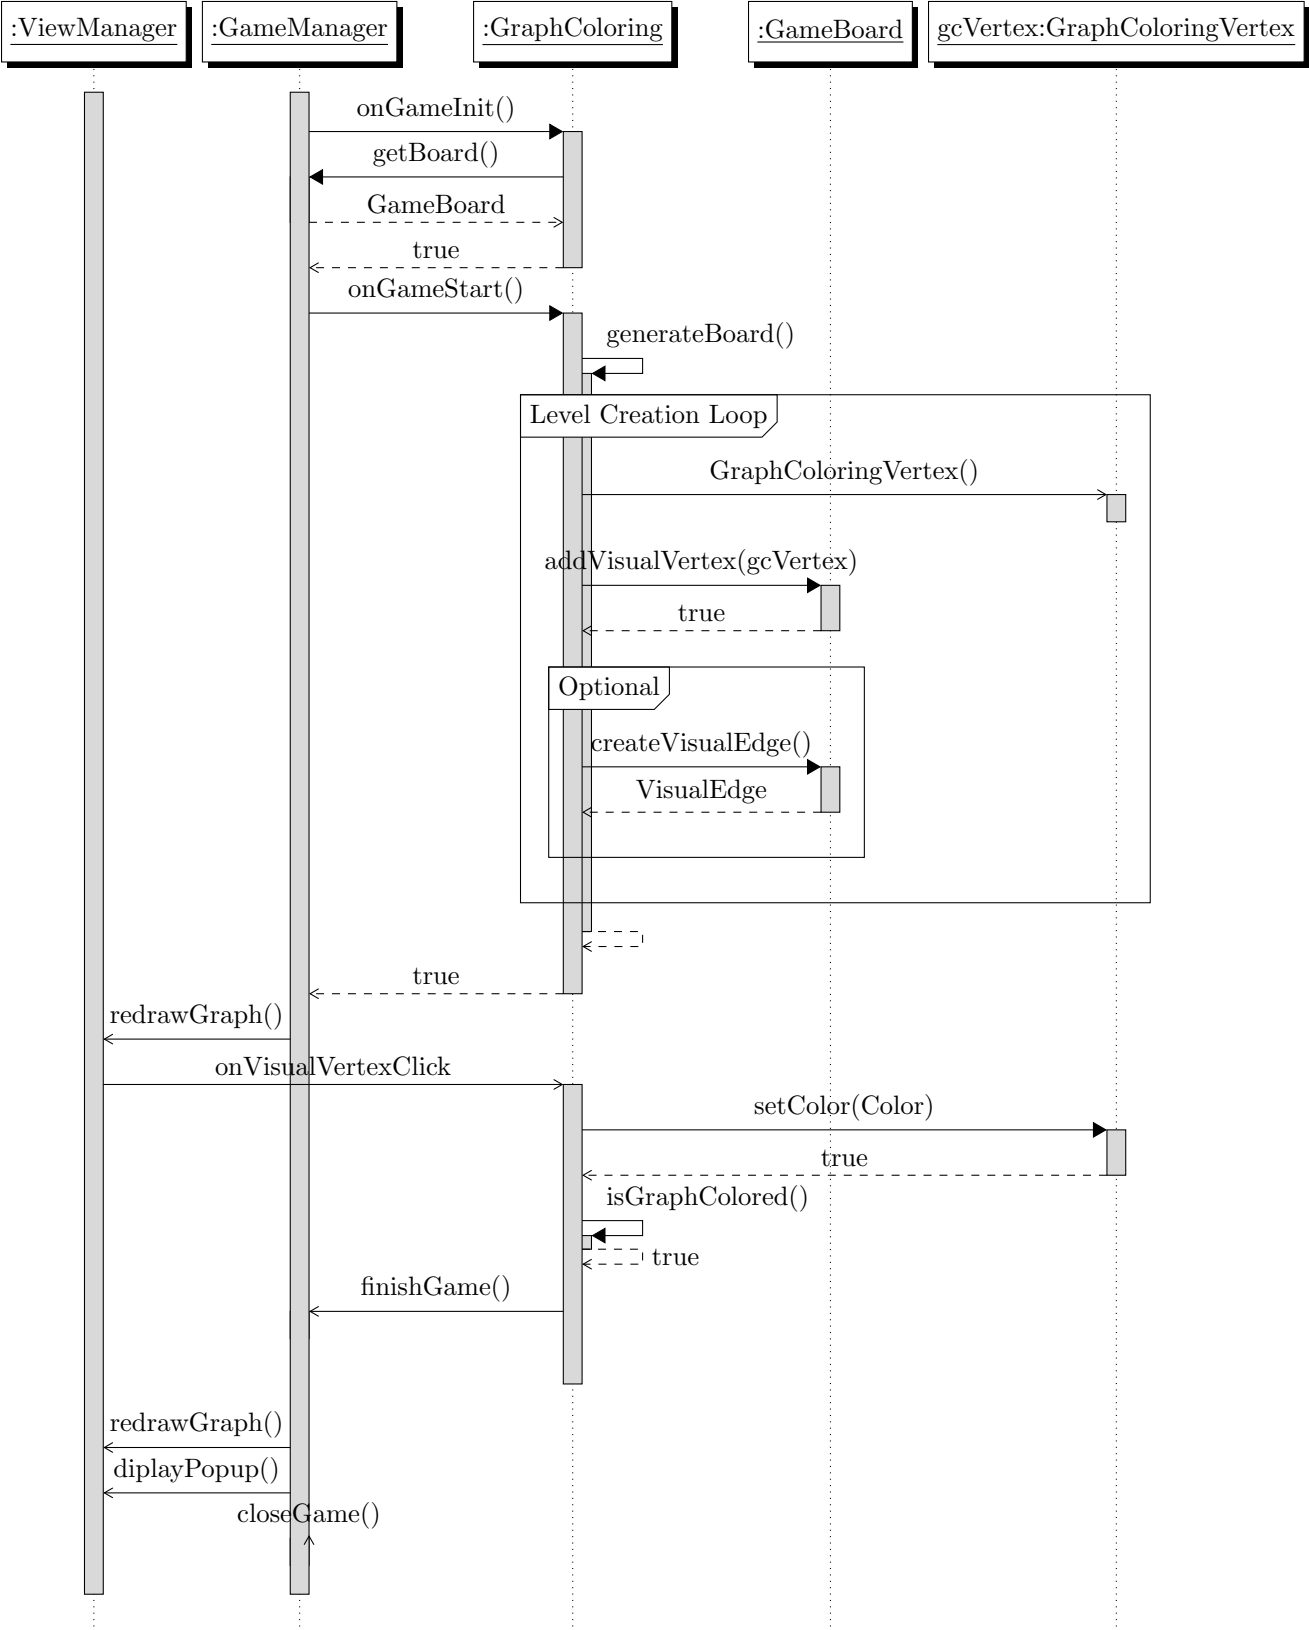 :ViewManager
:GameManager
:GraphColoring
:GameBoard
gcVertex:GraphColoringVertex
onGameInit()
getBoard()
GameBoard
true
onGameStart()
generateBoard()
Level Creation Loop
GraphColoringVertex()
addVisualVertex(gcVertex)
true
Optional
createVisualEdge()
VisualEdge
true
redrawGraph()
onVisualVertexClick
setColor(Color)
true
isGraphColored()
true
finishGame()
redrawGraph()
diplayPopup()
closeGame()